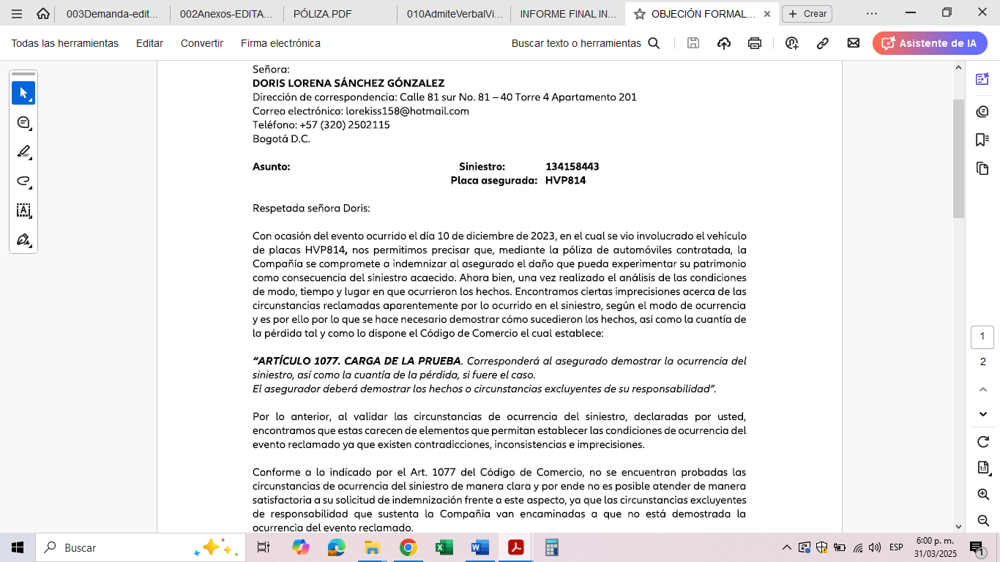 003Demanda-edit...
002Anexos-EDITA...
PÓLIZA.PDF
010AdmiteVerbalVi...
INFORME FINAL IN...
OBJECIÓN FORMAL...
Crear
Todas las herramientas
Editar
Convertir
Firma electrónica
Buscar texto o herramientas
Asistente de IA
Señora:
DORIS LORENA SÁNCHEZ GÓNZALEZ
Dirección de correspondencia: Calle 81 sur No. 81 – 40 Torre 4 Apartamento 201
Correo electrónico: lorekiss158@hotmail.com
Teléfono: +57 (320) 2502115
Bogotá D.C.
Asunto: Siniestro: 134158443
Placa asegurada: HVP814
Respetada señora Doris:
Con ocasión del evento ocurrido el día 10 de diciembre de 2023, en el cual se vio involucrado el vehículo
de placas HVP814, nos permitimos precisar que, mediante la póliza de automóviles contratada, la
Compañía se compromete a indemnizar al asegurado el daño que pueda experimentar su patrimonio
como consecuencia del siniestro acaecido. Ahora bien, una vez realizado el análisis de las condiciones
de modo, tiempo y lugar en que ocurrieron los hechos. Encontramos ciertas imprecisiones acerca de las
circunstancias reclamadas aparentemente por lo ocurrido en el siniestro, según el modo de ocurrencia
y es por ello por lo que se hace necesario demostrar cómo sucedieron los hechos, así como la cuantía de
la pérdida tal y como lo dispone el Código de Comercio el cual establece:
“ARTÍCULO 1077. CARGA DE LA PRUEBA. Corresponderá al asegurado demostrar la ocurrencia del
siniestro, así como la cuantía de la pérdida, si fuere el caso.
El asegurador deberá demostrar los hechos o circunstancias excluyentes de su responsabilidad”.
Por lo anterior, al validar las circunstancias de ocurrencia del siniestro, declaradas por usted,
encontramos que estas carecen de elementos que permitan establecer las condiciones de ocurrencia del
evento reclamado ya que existen contradicciones, inconsistencias e imprecisiones.
Conforme a lo indicado por el Art. 1077 del Código de Comercio, no se encuentran probadas las
circunstancias de ocurrencia del siniestro de manera clara y por ende no es posible atender de manera
satisfactoria a su solicitud de indemnización frente a este aspecto, ya que las circunstancias excluyentes
de responsabilidad que sustenta la Compañía van encaminadas a que no está demostrada la
ocurrencia del evento reclamado.
1
2
Buscar
ESP
6:00 p. m.
31/03/2025
1